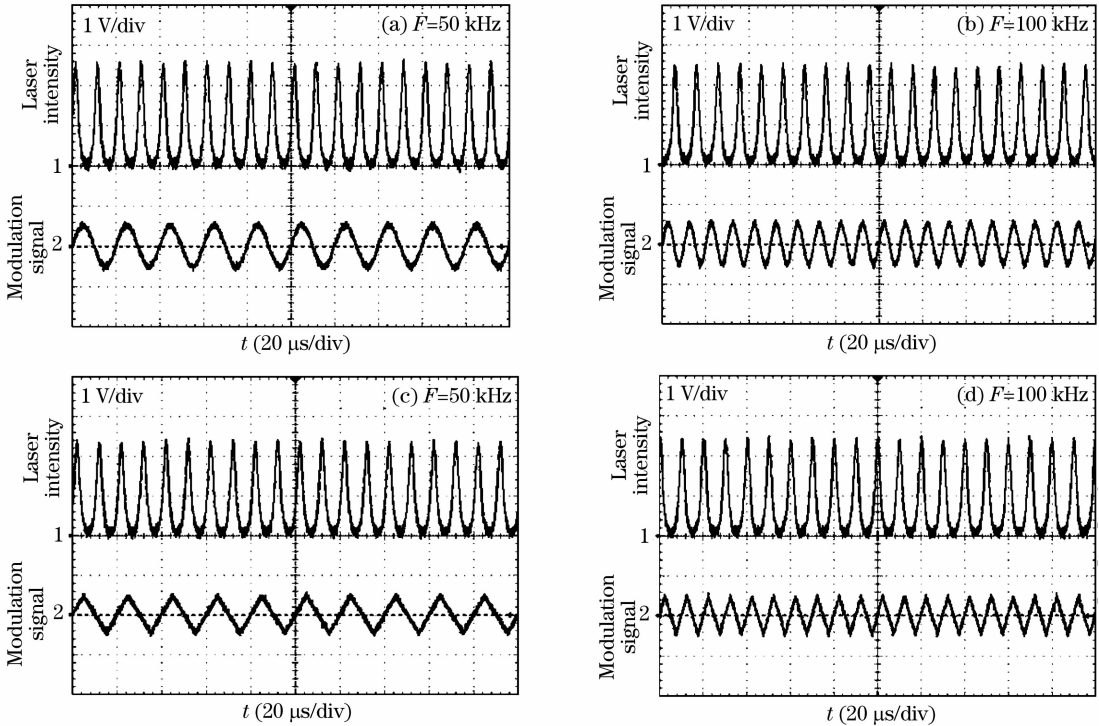 1 V/div
(a) F=50 kHz
Laser
intensity
1
Modulation
signal
2
t (20 μs/div)
1 V/div
(b) F=100 kHz
Laser
intensity
1
Modulation
signal
2
t (20 μs/div)
1 V/div
(c) F=50 kHz
Laser
intensity
1
Modulation
signal
2
t (20 μs/div)
1 V/div
(d) F=100 kHz
Laser
intensity
1
Modulation
signal
2
t (20 μs/div)